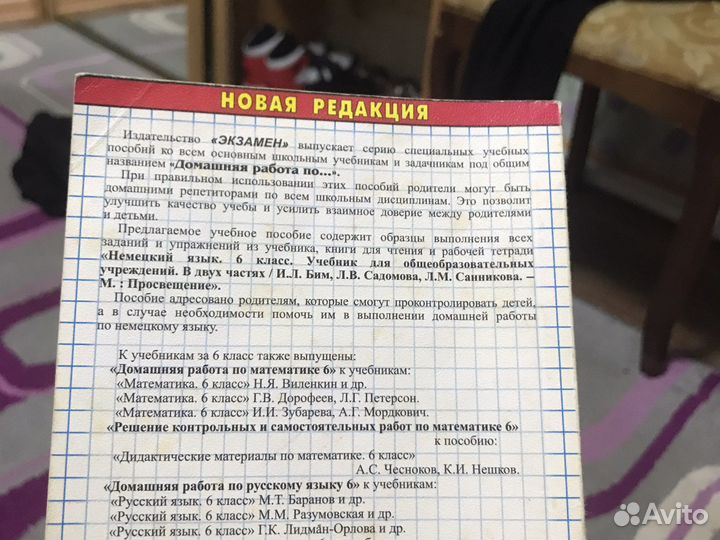 НОВАЯ РЕДАКЦИЯ
Издательство «ЭКЗАМЕН» выпускает серию специальных учебных
пособий ко всем основным школьным учебникам и задачникам под общим
названием «Домашняя работа по...».
При правильном использовании этих пособий родители могут быть
домашними репетиторами по всем школьным дисциплинам. Это позволит
улучшить качество учебы и усилить взаимное доверие между родителями
и детьми.
Предлагаемое учебное пособие содержит образцы выполнения всех
заданий и упражнений из учебника, книги для чтения и рабочей тетради
«Немецкий язык. 6 класс. Учебник для общеобразовательных
учреждений. В двух частях / И.Л. Бим, Л.В. Садомова, Л.М. Санникова. –
М. : Просвещение».
Пособие адресовано родителям, которые смогут проконтролировать детей,
а в случае необходимости помочь им в выполнении домашней работы
по немецкому языку.
К учебникам за 6 класс также выпущены:
«Домашняя работа по математике 6» к учебникам:
«Математика. 6 класс» Н.Я. Виленкин и др.
«Математика. 6 класс» Г.В. Дорофеев, Л.Г. Петерсон.
«Математика. 6 класс» И.И. Зубарева, А.Г. Мордкович.
«Решение контрольных и самостоятельных работ по математике 6»
к пособию:
«Дидактические материалы по математике. 6 класс»
А.С. Чесноков, К.И. Нешков.
«Домашняя работа по русскому языку 6» к учебникам:
«Русский язык. 6 класс» М.Т. Баранов и др.
«Русский язык. 6 класс» М.М. Разумовская и др.
«Русский язык. 6 класс» Г.К. Лидман-Орлова и др.
Avito